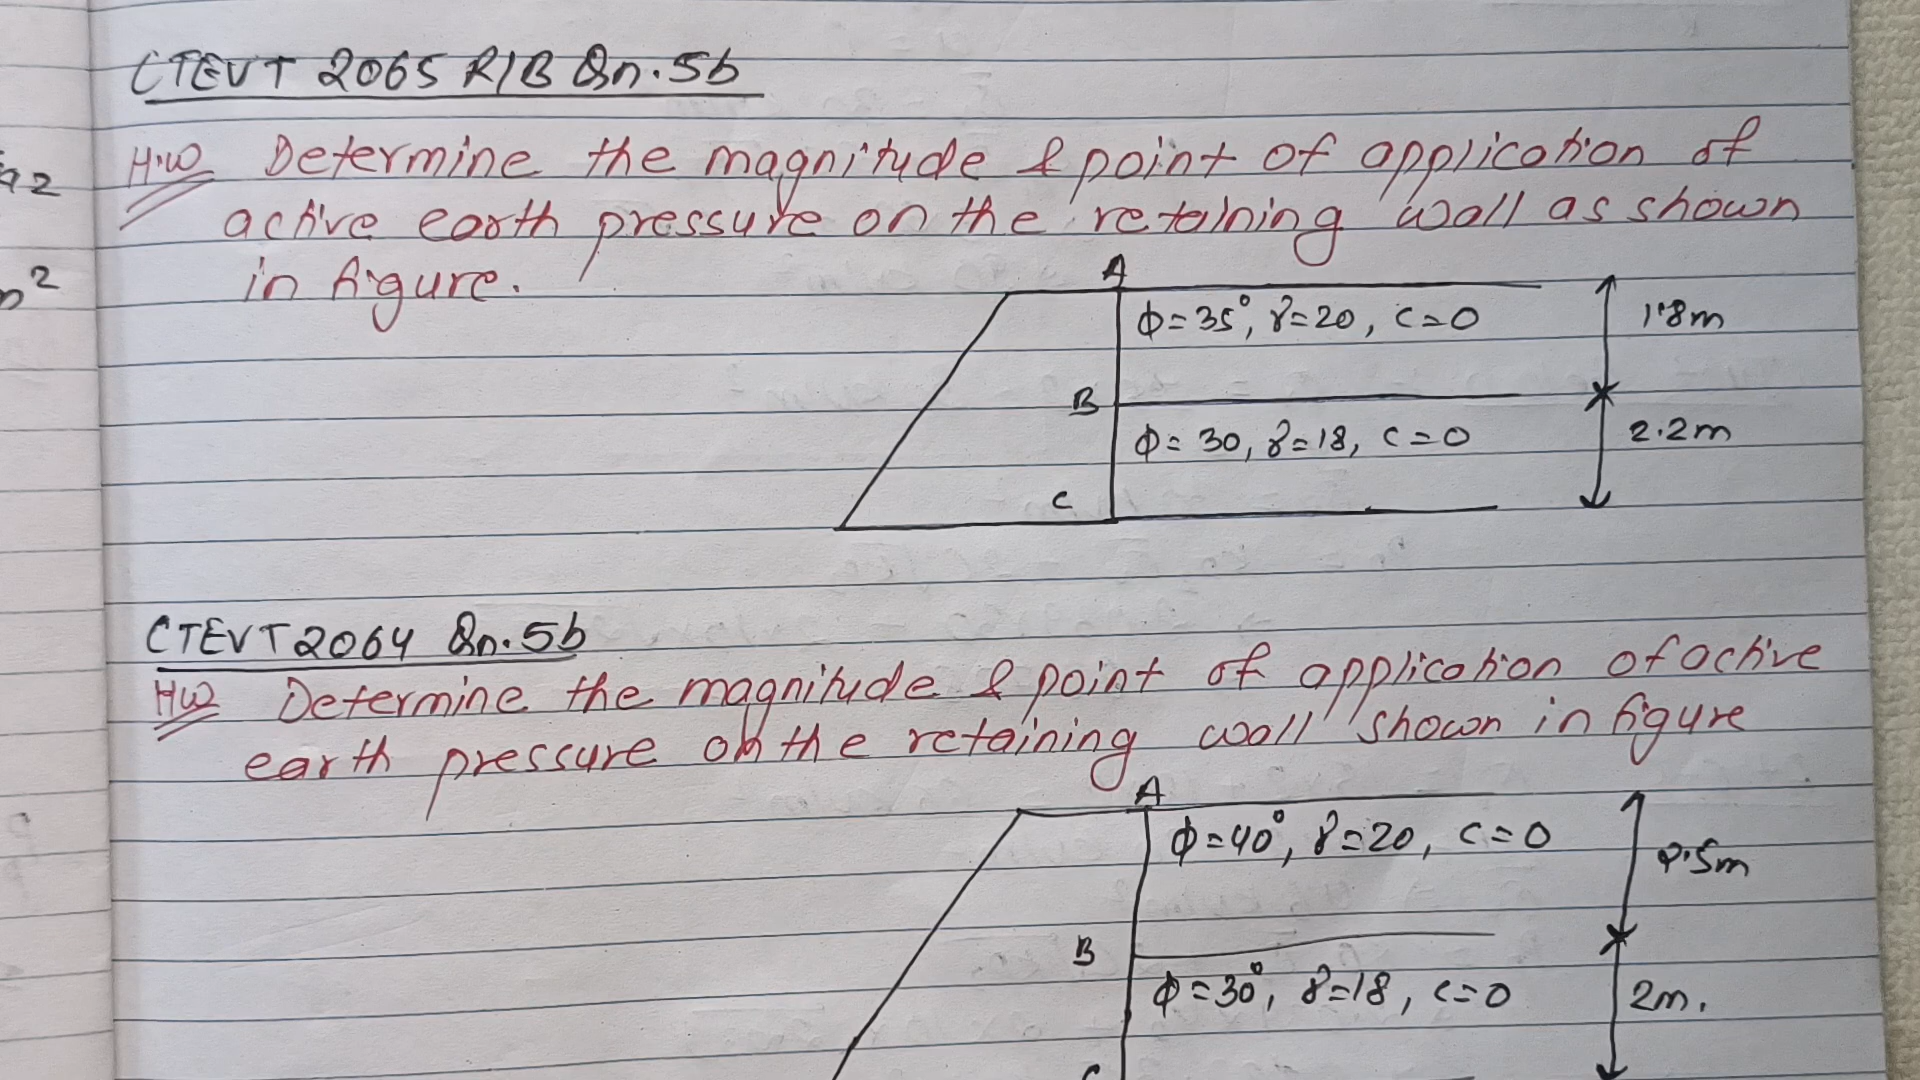 CTEVT 2065 R/B Qn.5b
H.W Determine the magnitude & point of application of
active earth pressure on the retaining wall as shown
in figure.
A
ϕ=35°, γ=20, c=0
1.8m
B
ϕ= 30, γ=18, c=0
2.2m
C
CTEVT 2064 Qn.5b
HW Determine the magnitude & point of application of active
earth pressure on the retaining wall shown in figure
A
ϕ=40°, γ=20, c=0
B
ϕ=30°, γ=18, c=0
2m.
C